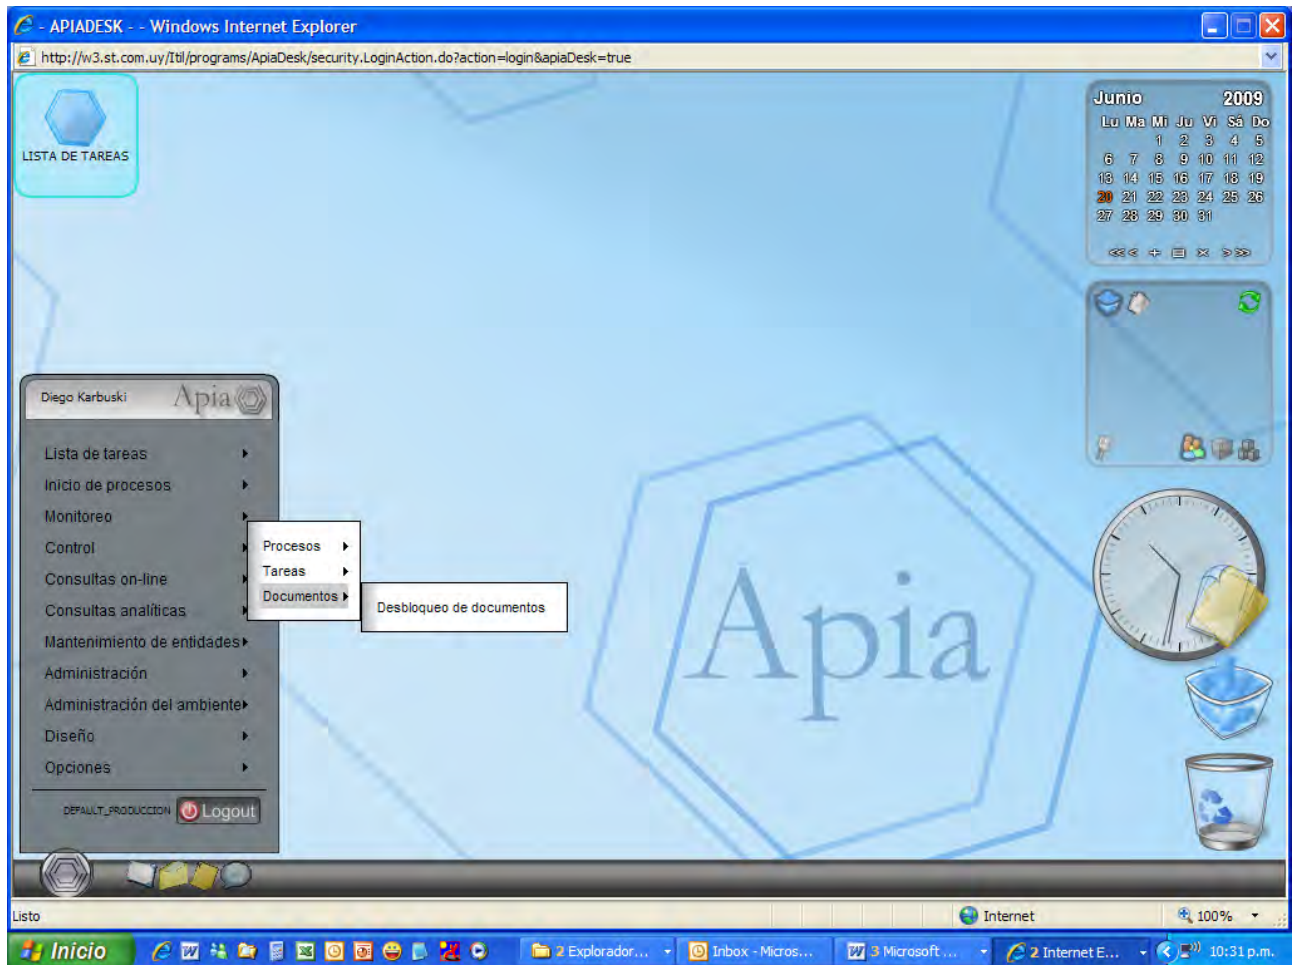 - APIADESK - - Windows Internet Explorer
http://w3.st.com.uy/Itil/programs/ApiaDesk/security.LoginAction.do?action=login&apiaDesk=true
LISTA DE TAREAS
Junio 2009
Lu Ma Mi Ju Vi Sá Do
1 2 3 4 5
6 7 8 9 10 11 12
13 14 15 16 17 18 19
20 21 22 23 24 25 26
27 28 29 30 31
Diego Karbuski Apia
Lista de tareas
Inicio de procesos
Monitoreo
Control
Consultas on-line
Consultas analíticas
Mantenimiento de entidades
Administración
Administración del ambiente
Diseño
Opciones
DEFAULT_PRODUCCION Logout
Procesos
Tareas
Documentos
Desbloqueo de documentos
Apia
Listo Internet 100%
Inicio 2 Explorador... Inbox - Micros... 3 Microsoft ... 2 Internet E... 10:31 p.m.